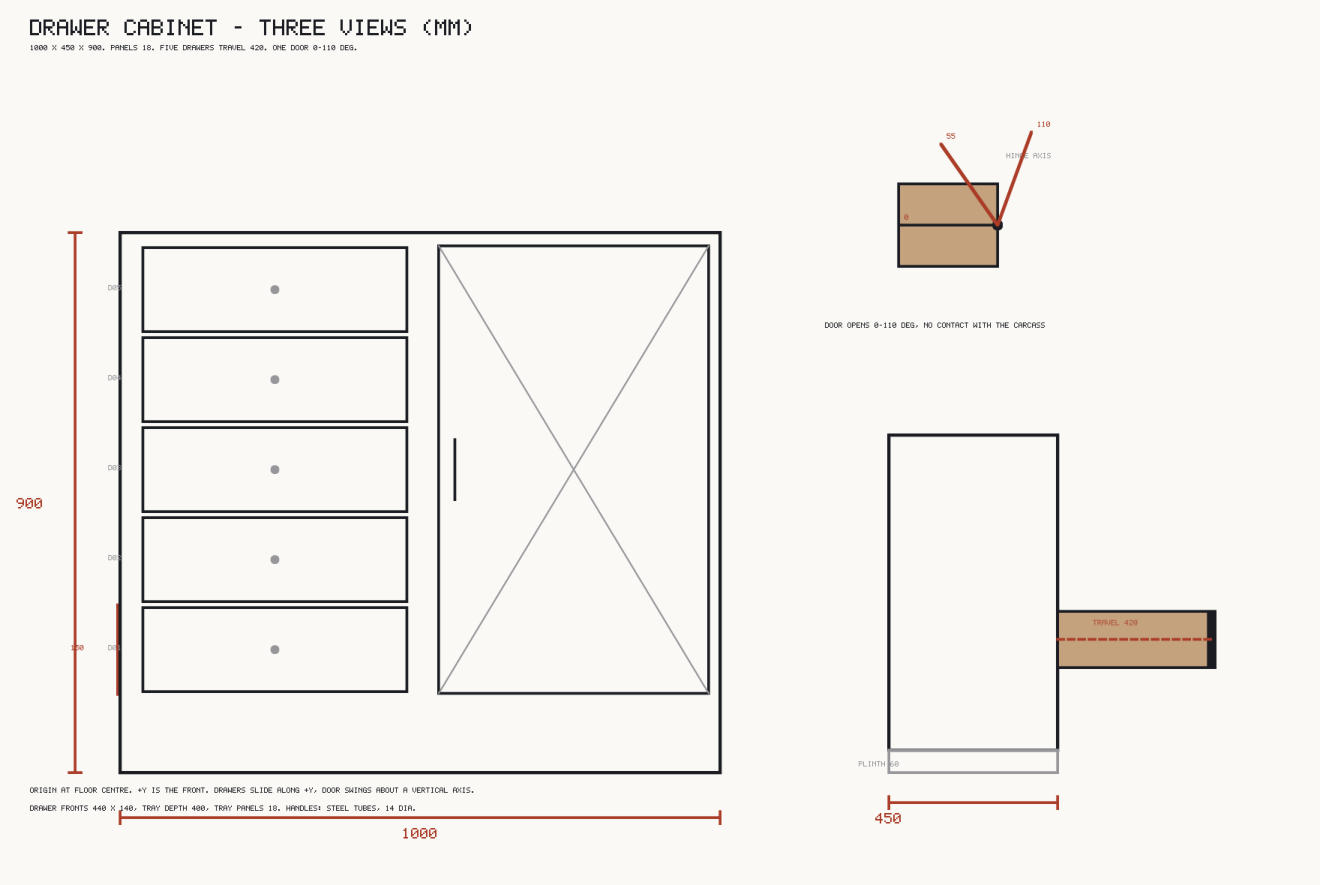 DRAWER CABINET - THREE VIEWS (MM)
1000 X 450 X 900. PANELS 18. FIVE DRAWERS TRAVEL 420. ONE DOOR 0-110 DEG.
110
55
HINGE AXIS
0
DOOR OPENS 0-110 DEG, NO CONTACT WITH THE CARCASS
900
TRAVEL 420
PLINTH 60
ORIGIN AT FLOOR CENTRE. +Y IS THE FRONT. DRAWERS SLIDE ALONG +Y, DOOR SWINGS ABOUT A VERTICAL AXIS.
DRAWER FRONTS 440 X 140, TRAY DEPTH 400, TRAY PANELS 18. HANDLES: STEEL TUBES, 14 DIA.
450
1000